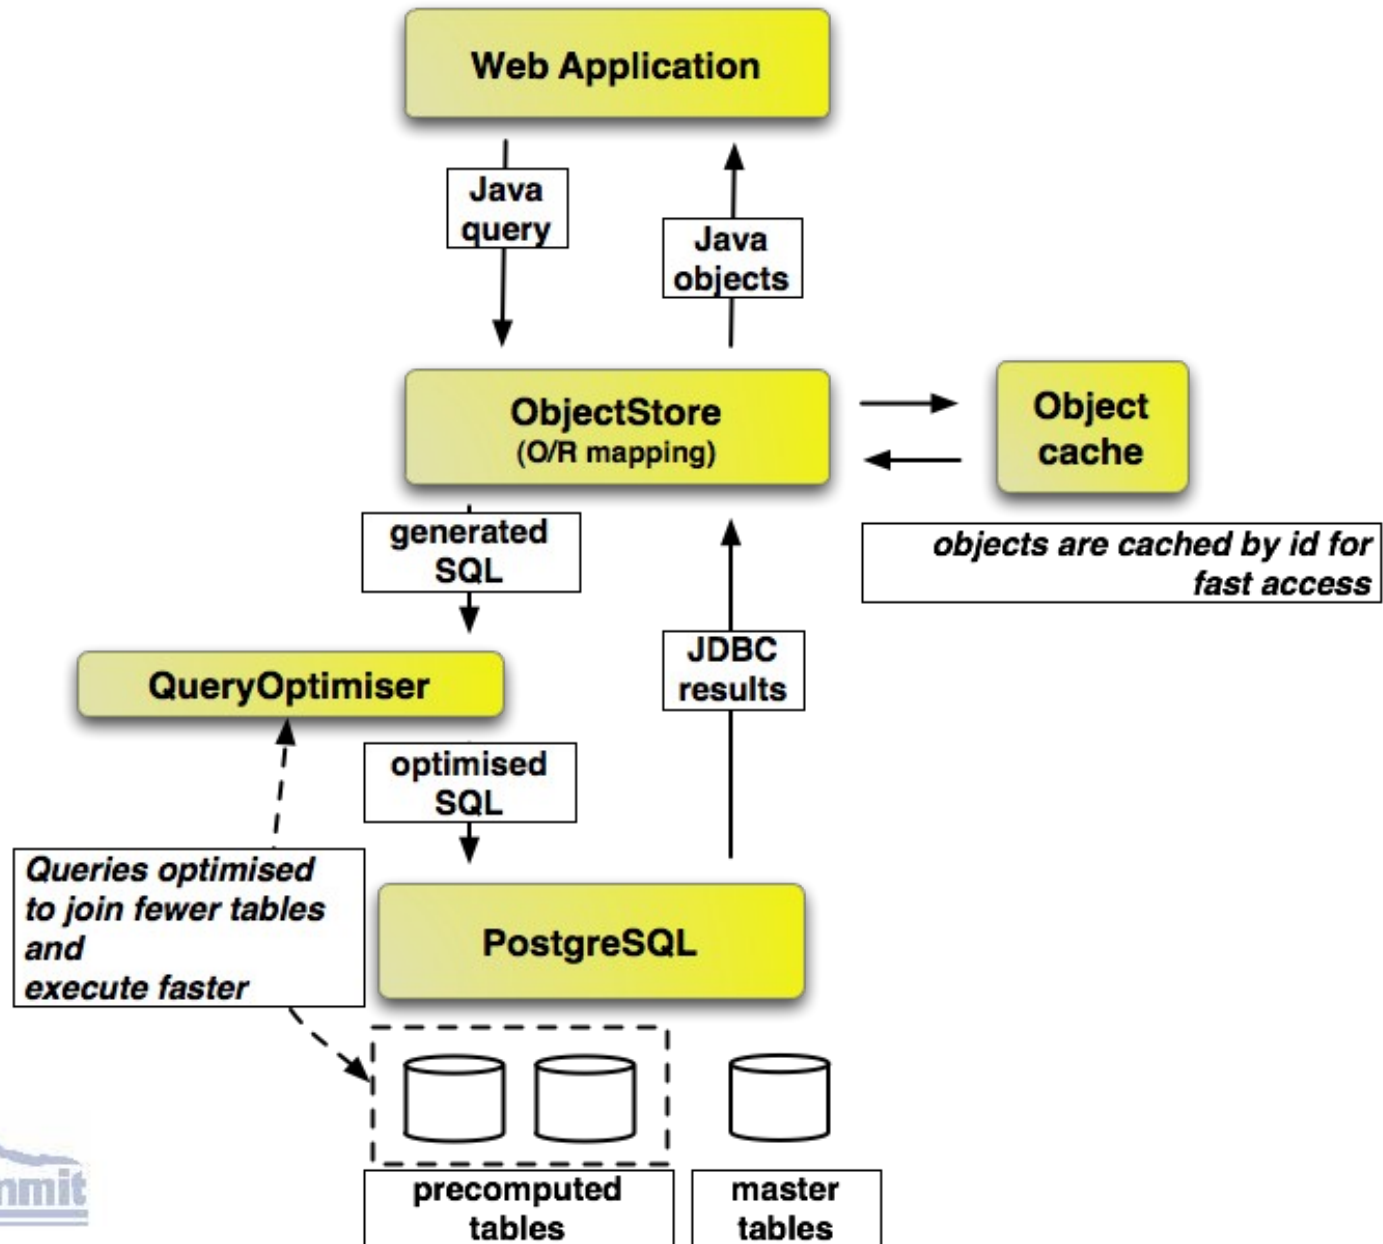 Web Application
Java
query
Java
objects
ObjectStore
(O/R mapping)
Object
cache
generated
SQL
objects are cached by id for
fast access
JDBC
results
QueryOptimiser
optimised
SQL
Queries optimised
to join fewer tables
and
execute faster
PostgreSQL
precomputed
tables
master
tables